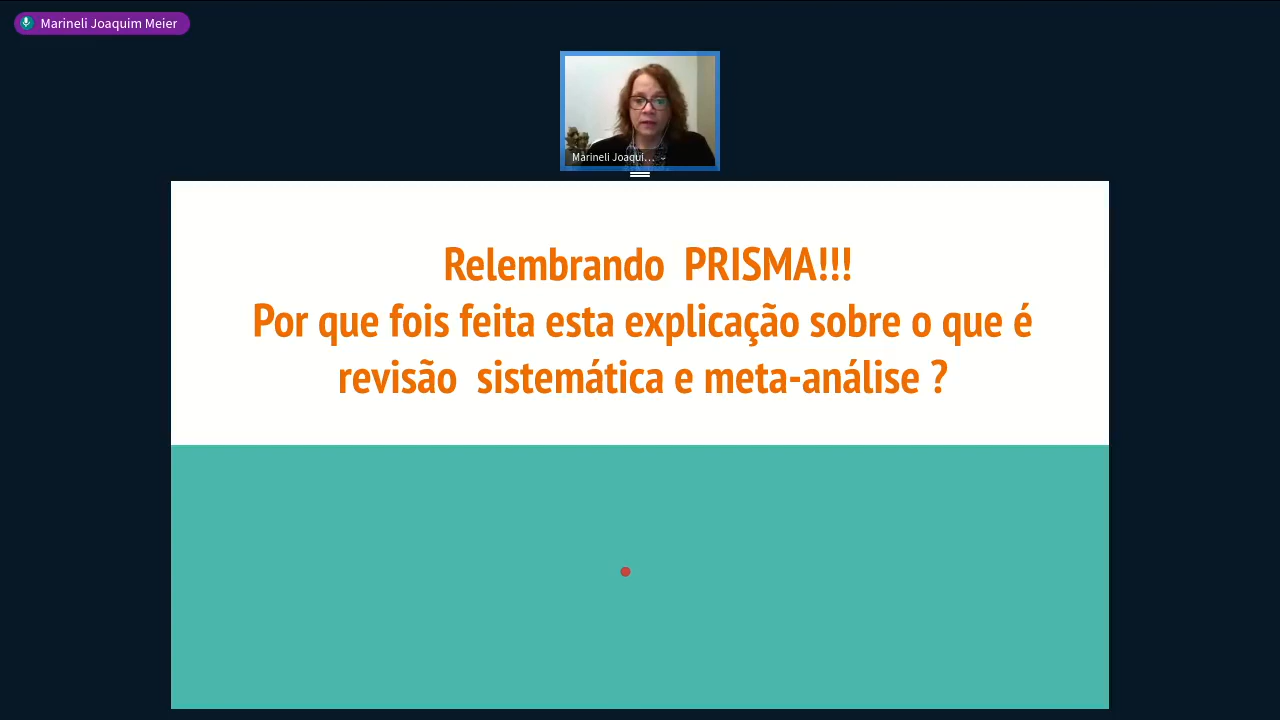 Marineli Joaquim Meier
Marineli Joaqui...
Relembrando  PRISMA!!!
Por que fois feita esta explicação sobre o que é
revisão  sistemática e meta-análise ?